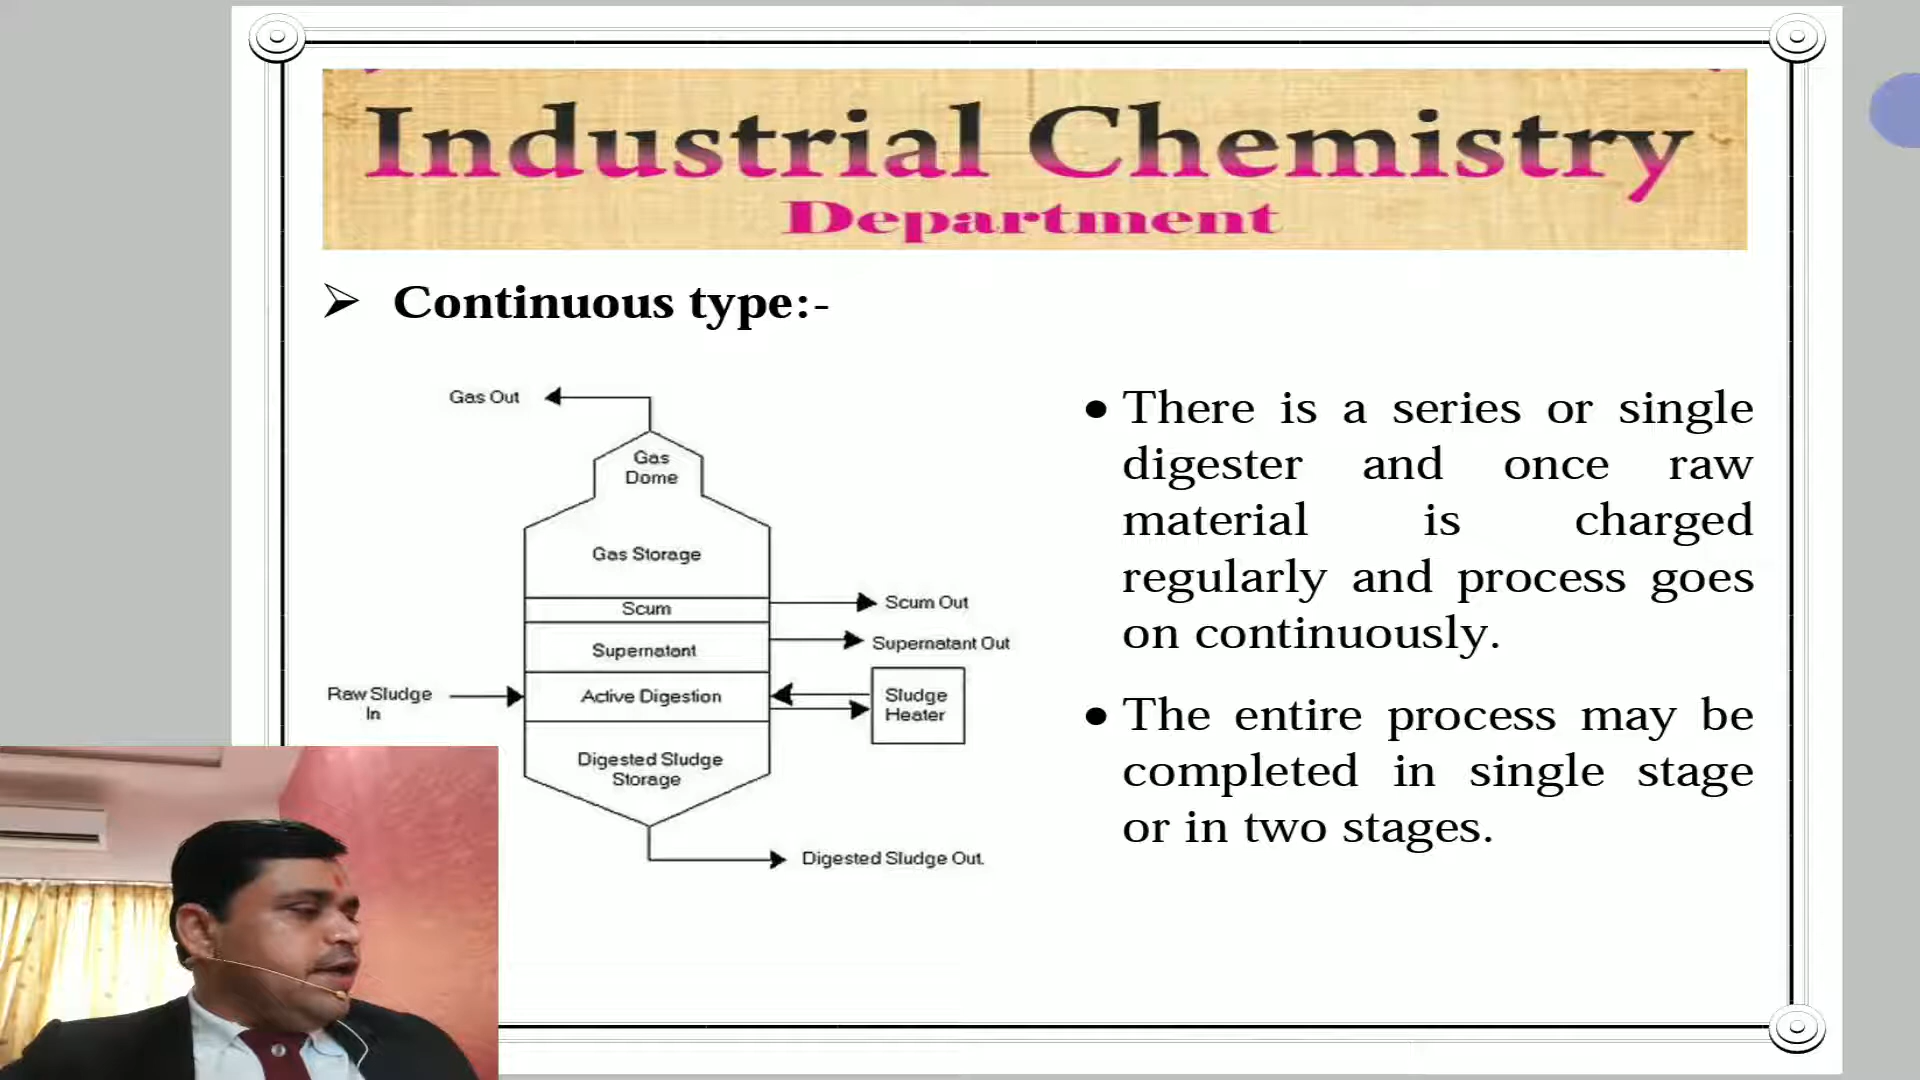 Industrial Chemistry
Department
➢ Continuous type:-
Gas Out
Gas
Dome
Gas Storage
Scum
Scum Out
Supernatant
Supernatant Out
Raw Sludge
In
Active Digestion
Sludge
Heater
Digested Sludge
Storage
Digested Sludge Out.
• There is a series or single
digester and once raw
material is charged
regularly and process goes
on continuously.
• The entire process may be
completed in single stage
or in two stages.